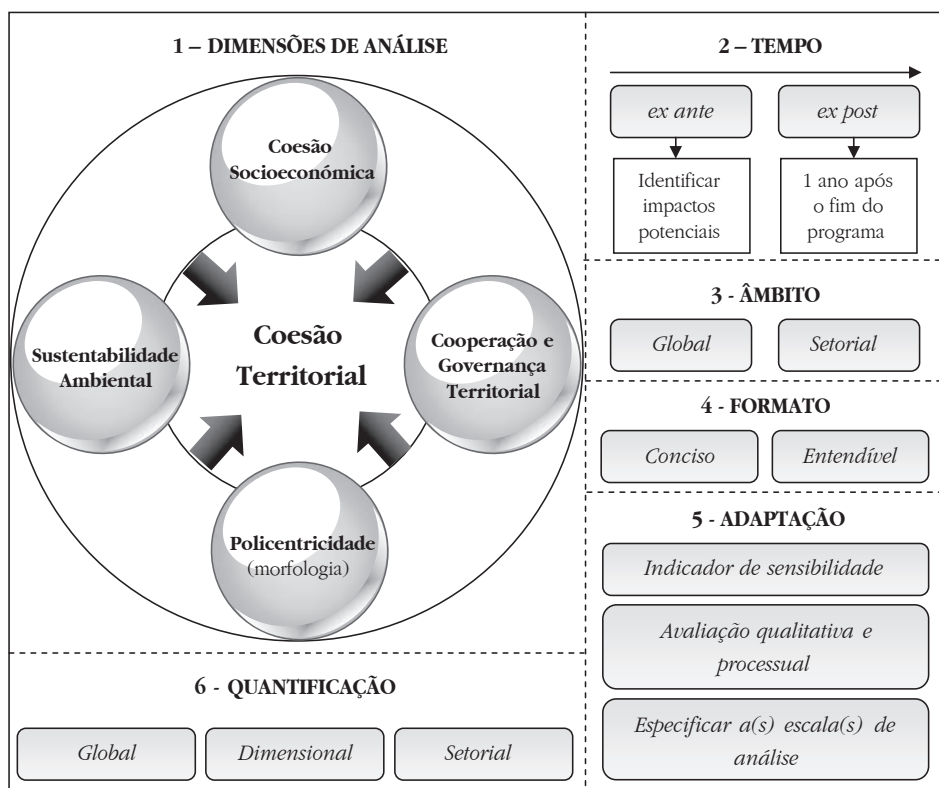 1 – DIMENSÕES DE ANÁLISE
Coesão
Socioeconómica
Sustentabilidade
Ambiental
Coesão
Territorial
Cooperação e
Governança
Territorial
Policentricidade
(morfologia)
2 – TEMPO
ex ante
ex post
Identificar
impactos
potenciais
1 ano após
o fim do
programa
3 - ÂMBITO
Global
Setorial
4 - FORMATO
Conciso
Entendível
5 - ADAPTAÇÃO
Indicador de sensibilidade
Avaliação qualitativa e
processual
Especificar a(s) escala(s) de
análise
6 - QUANTIFICAÇÃO
Global
Dimensional
Setorial